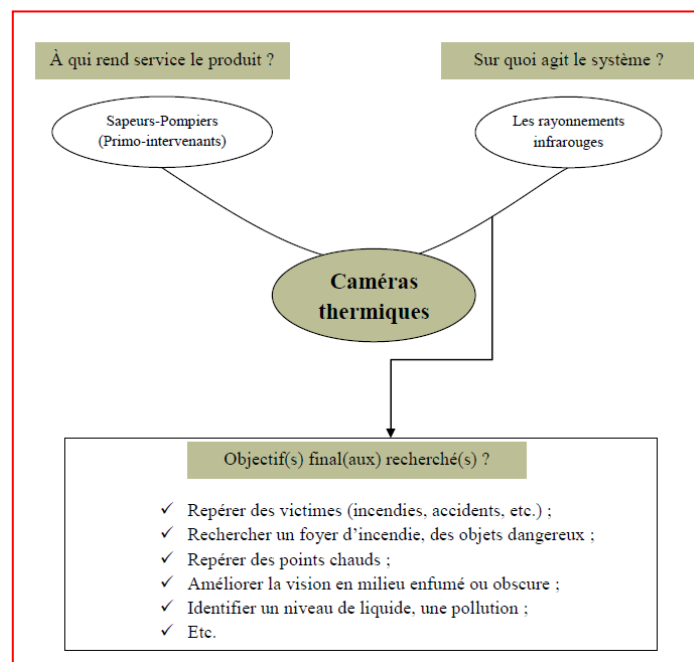 À qui rend service le produit ?
Sur quoi agit le système ?
Sapeurs-Pompiers
(Primo-intervenants)
Les rayonnements
infrarouges
Caméras
thermiques
Objectif(s) final(aux) recherché(s) ?
✓ Repérer des victimes (incendies, accidents, etc.) ;
✓ Rechercher un foyer d’incendie, des objets dangereux ;
✓ Repérer des points chauds ;
✓ Améliorer la vision en milieu enfumé ou obscure ;
✓ Identifier un niveau de liquide, une pollution ;
✓ Etc.